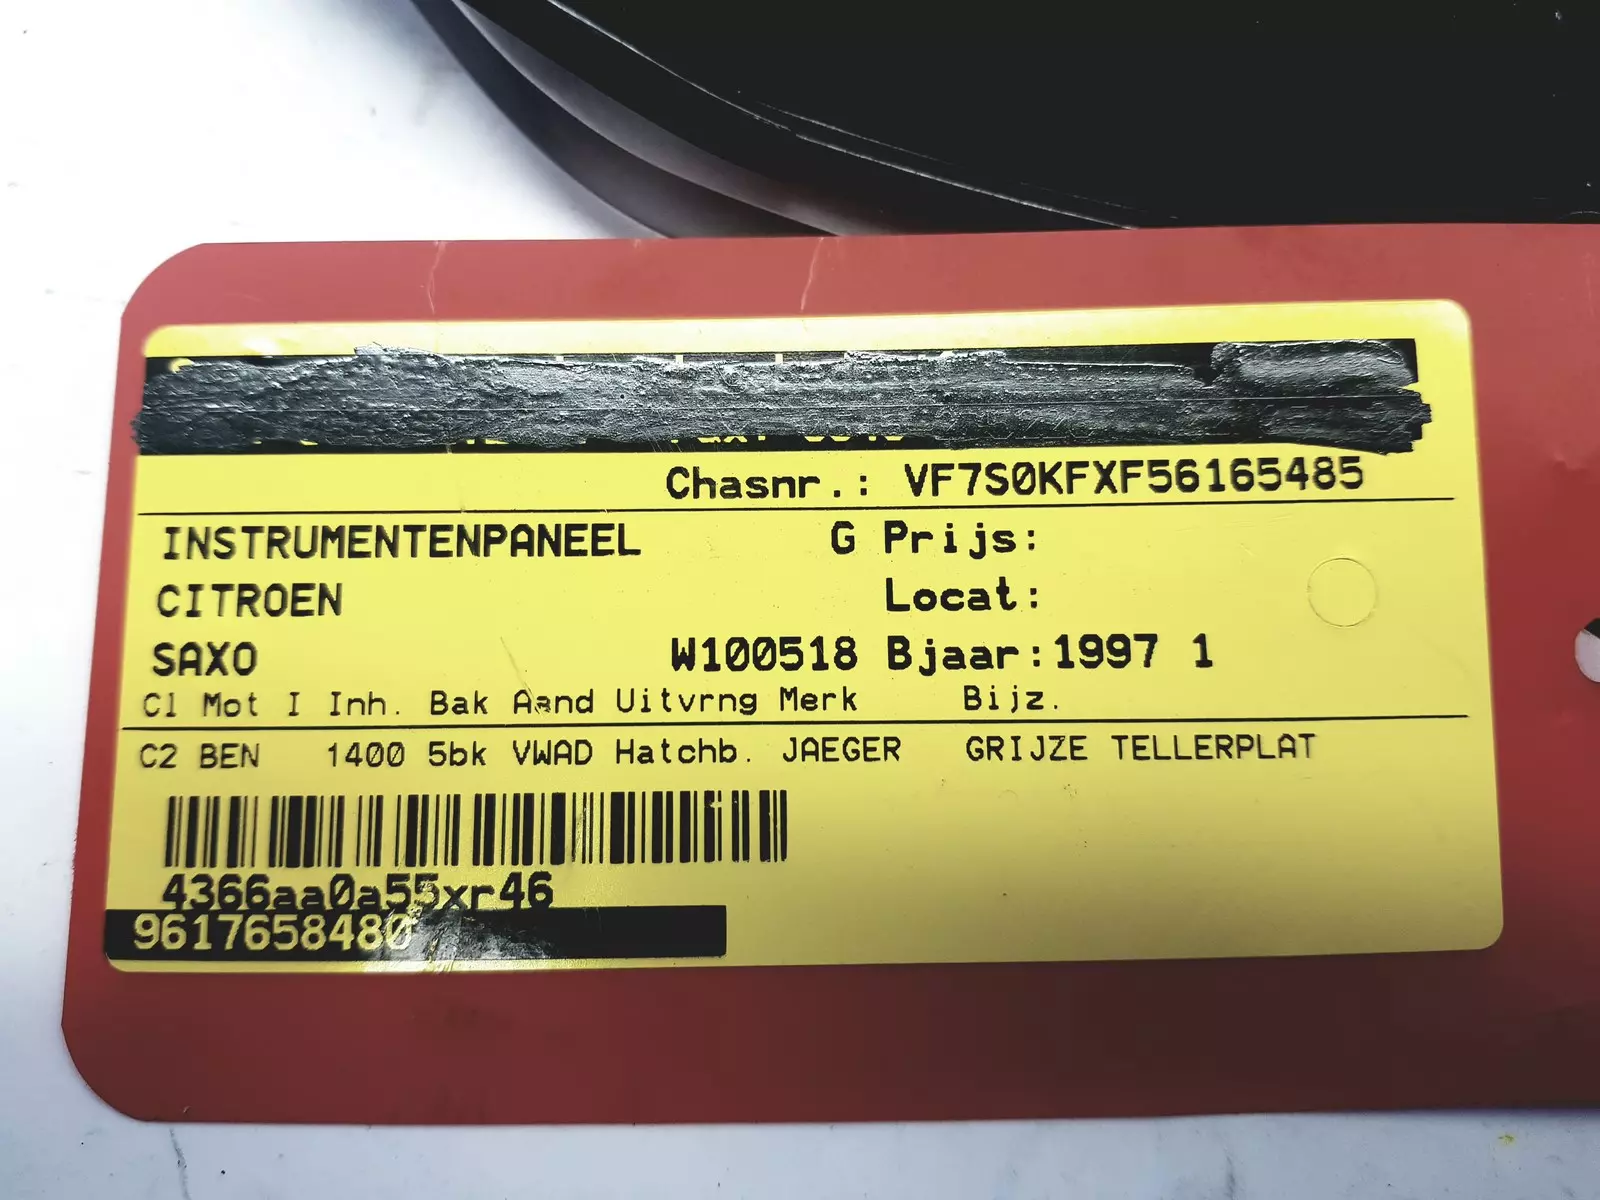 Chasnr.: VF7S0KFXF56165485
INSTRUMENTENPANEEL G Prijs:
CITROEN Locat:
SAXO W100518 Bjaar:1997 1
Cl Mot I Inh. Bak Aand Uitvrng Merk Bijz.
C2 BEN 1400 5bk VWAD Hatchb. JAEGER GRIJZE TELLERPLAT
4366aa0a55xr46
9617658480